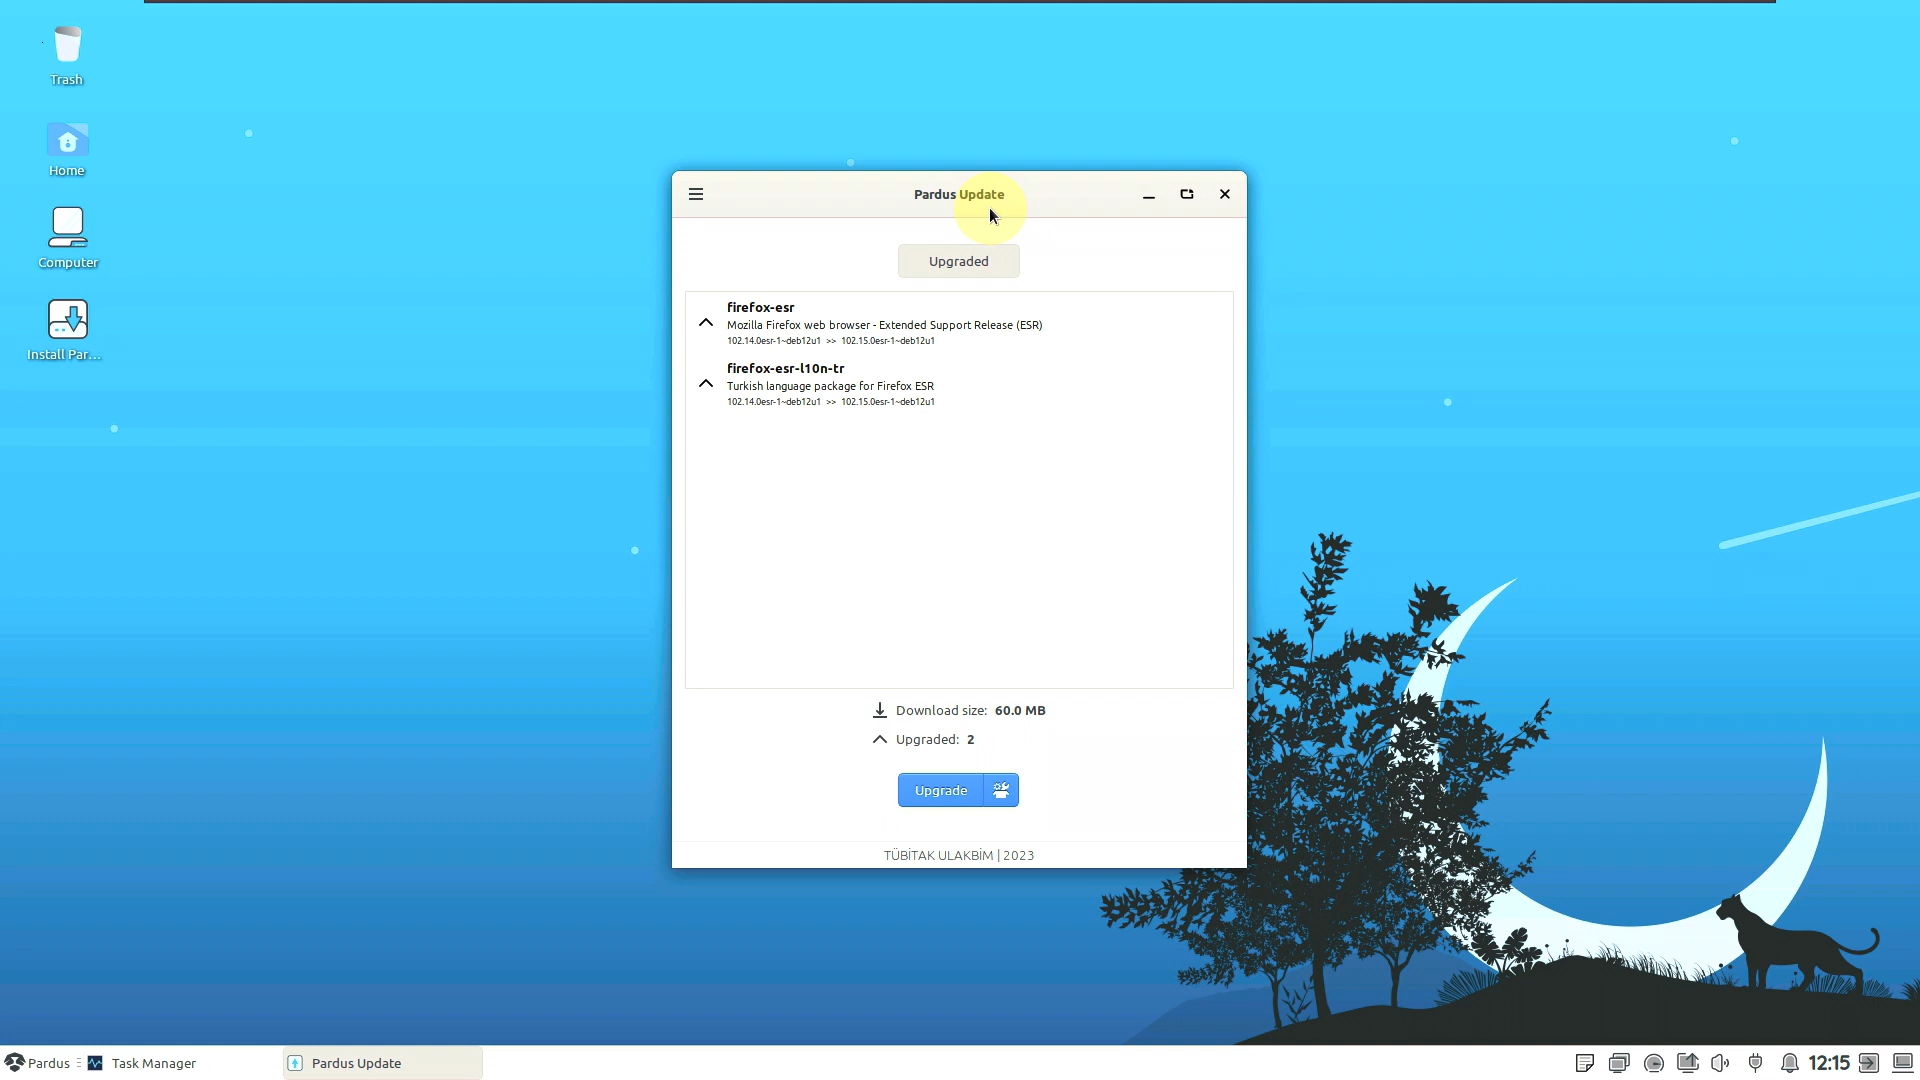 Trash
Home
Computer
Install Par...
Pardus Update
Upgraded
firefox-esr
Mozilla Firefox web browser - Extended Support Release (ESR)
102.14.0esr-1~deb12u1 >> 102.15.0esr-1~deb12u1
firefox-esr-l10n-tr
Turkish language package for Firefox ESR
102.14.0esr-1~deb12u1 >> 102.15.0esr-1~deb12u1
Download size: 60.0 MB
Upgraded: 2
Upgrade
TÜBİTAK ULAKBİM | 2023
Pardus
Task Manager
Pardus Update
12:15